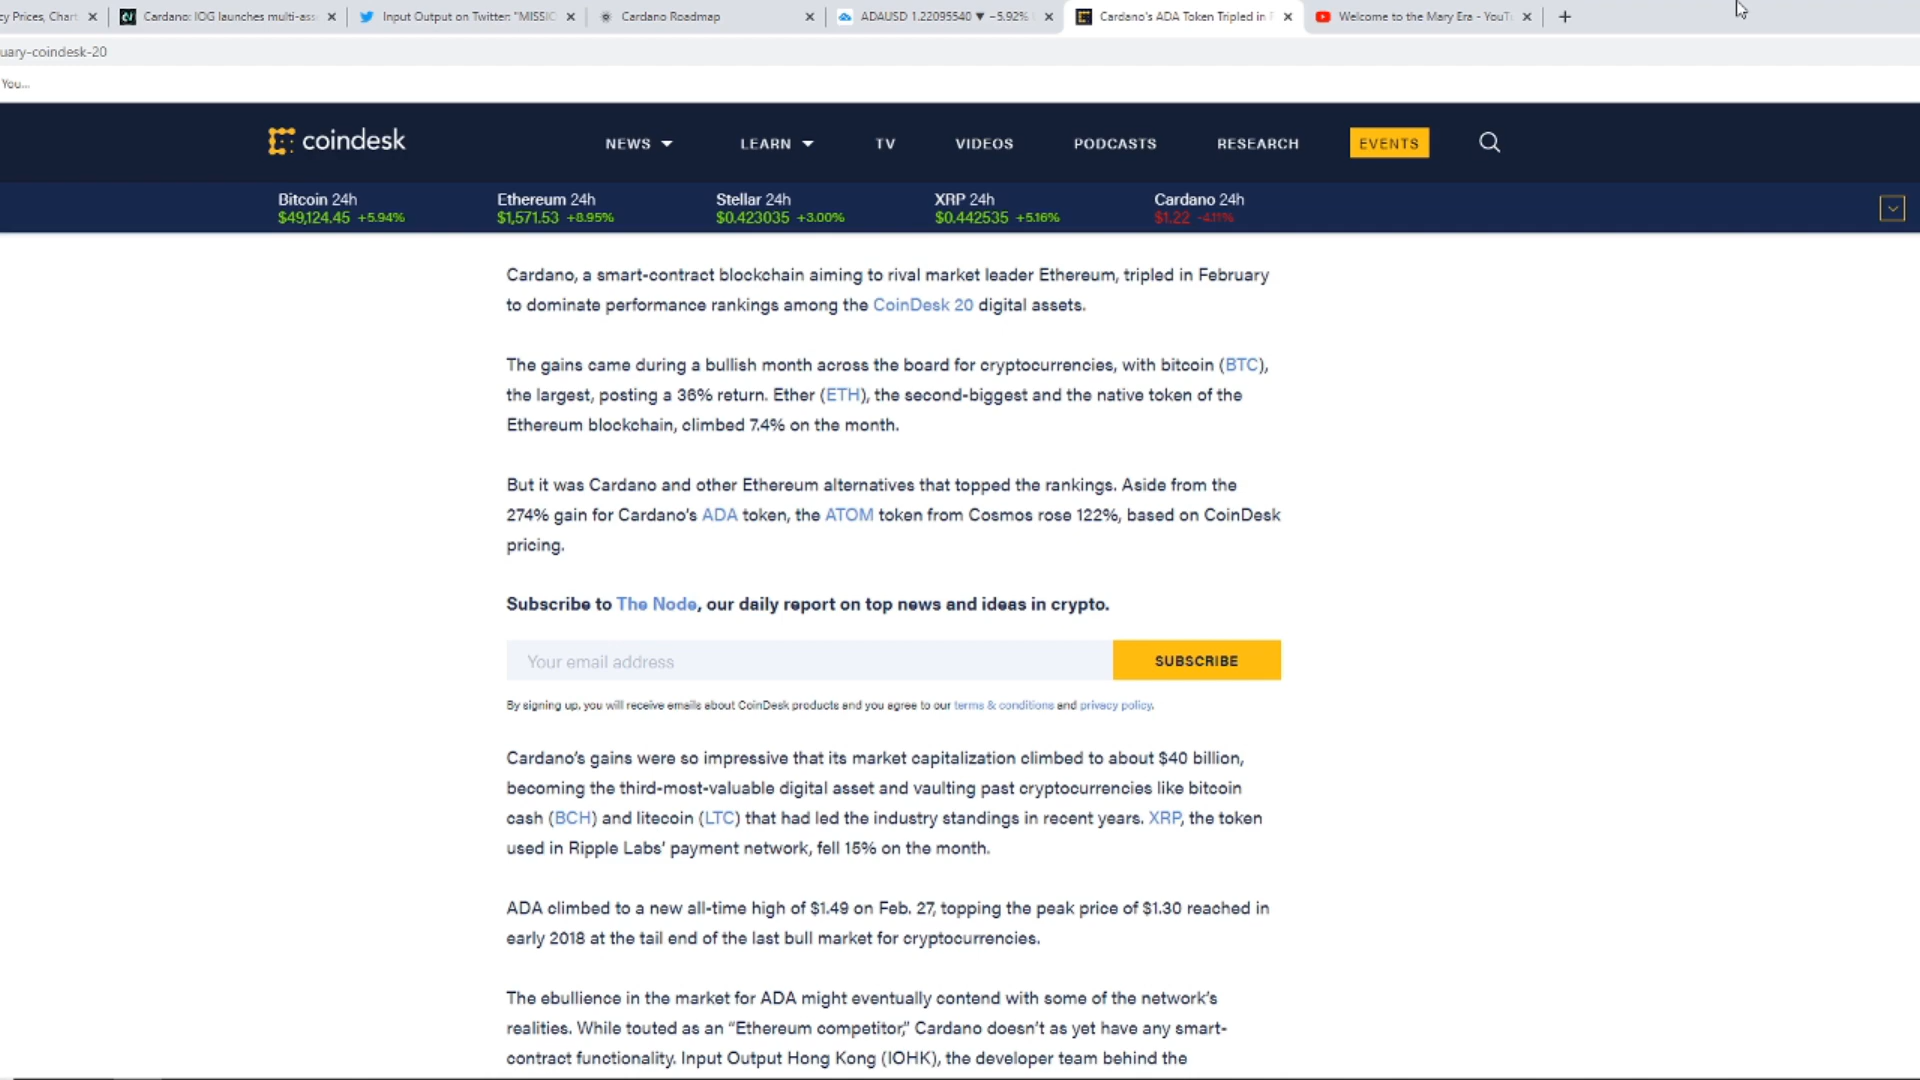 cy Prices, Chart
Cardano: IOG launches multi-ass
Input Output on Twitter: "MISSIC
Cardano Roadmap
ADAUSD 1.22095540 ▼ −5.92%
Cardano's ADA Token Tripled in F
Welcome to the Mary Era - YouTu
uary-coindesk-20
You...
coindesk
NEWS
LEARN
TV
VIDEOS
PODCASTS
RESEARCH
EVENTS
Bitcoin 24h
$49,124.45 +5.94%
Ethereum 24h
$1,571.53 +8.95%
Stellar 24h
$0.423035 +3.00%
XRP 24h
$0.442535 +5.16%
Cardano 24h
$1.22 -4.11%
Cardano, a smart-contract blockchain aiming to rival market leader Ethereum, tripled in February
to dominate performance rankings among the CoinDesk 20 digital assets.
The gains came during a bullish month across the board for cryptocurrencies, with bitcoin (BTC),
the largest, posting a 36% return. Ether (ETH), the second-biggest and the native token of the
Ethereum blockchain, climbed 7.4% on the month.
But it was Cardano and other Ethereum alternatives that topped the rankings. Aside from the
274% gain for Cardano's ADA token, the ATOM token from Cosmos rose 122%, based on CoinDesk
pricing.
Subscribe to The Node, our daily report on top news and ideas in crypto.
Your email address
SUBSCRIBE
By signing up, you will receive emails about CoinDesk products and you agree to our terms & conditions and privacy policy.
Cardano's gains were so impressive that its market capitalization climbed to about $40 billion,
becoming the third-most-valuable digital asset and vaulting past cryptocurrencies like bitcoin
cash (BCH) and litecoin (LTC) that had led the industry standings in recent years. XRP, the token
used in Ripple Labs' payment network, fell 15% on the month.
ADA climbed to a new all-time high of $1.49 on Feb. 27, topping the peak price of $1.30 reached in
early 2018 at the tail end of the last bull market for cryptocurrencies.
The ebullience in the market for ADA might eventually contend with some of the network's
realities. While touted as an “Ethereum competitor,” Cardano doesn't as yet have any smart-
contract functionality. Input Output Hong Kong (IOHK), the developer team behind the